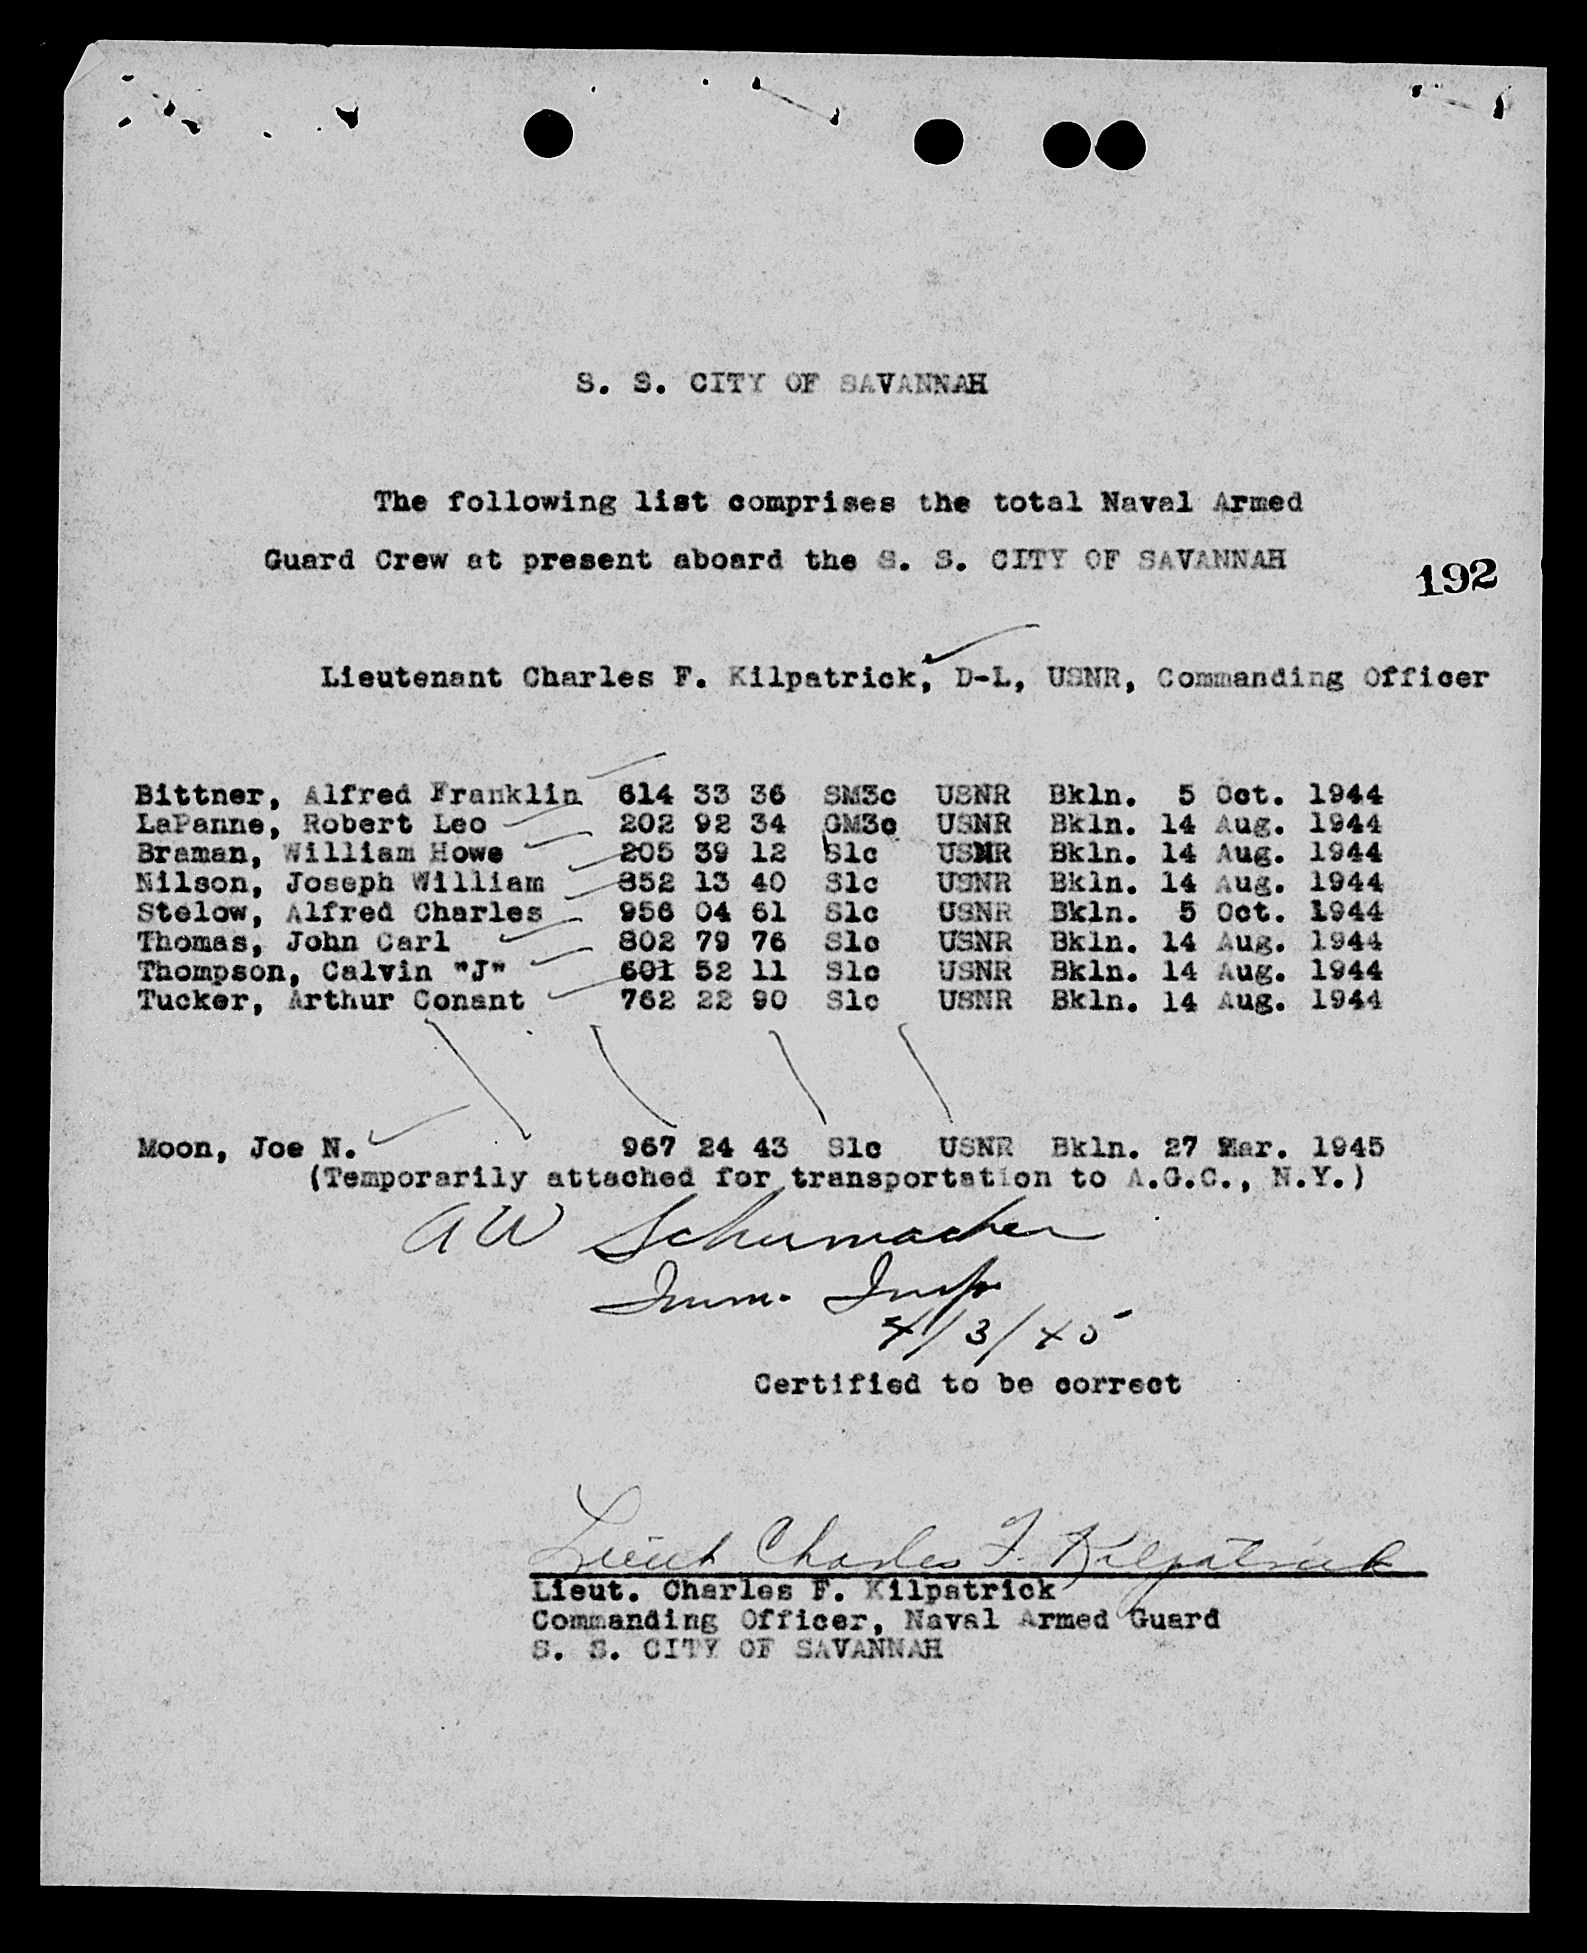 S. S. CITY OF SAVANNAH
The following list comprises the total Naval Armed
Guard Crew at present aboard the S. S. CITY OF SAVANNAH
192
Lieutenant Charles F. Kilpatrick, D-L, USNR, Commanding Officer
Bittner, Alfred Franklin 614 33 36 SM3c USNR Bkln. 5 Oct. 1944
LaPanne, Robert Leo 202 92 34 GM3c USNR Bkln. 14 Aug. 1944
Braman, William Howe 205 39 12 S1c USNR Bkln. 14 Aug. 1944
Nilson, Joseph William 852 13 40 S1c USNR Bkln. 14 Aug. 1944
Stelow, Alfred Charles 956 04 61 S1c USNR Bkln. 5 Oct. 1944
Thomas, John Carl 802 79 76 S1c USNR Bkln. 14 Aug. 1944
Thompson, Calvin "J" 601 52 11 S1c USNR Bkln. 14 Aug. 1944
Tucker, Arthur Conant 762 22 90 S1c USNR Bkln. 14 Aug. 1944
Moon, Joe N. 967 24 43 S1c USNR Bkln. 27 Mar. 1945
(Temporarily attached for transportation to A.G.C., N.Y.)
A W Schumacher
Imm. Insp
4/3/45
Certified to be correct
Lieut Charles F. Kilpatrick
Lieut. Charles F. Kilpatrick
Commanding Officer, Naval Armed Guard
S. S. CITY OF SAVANNAH